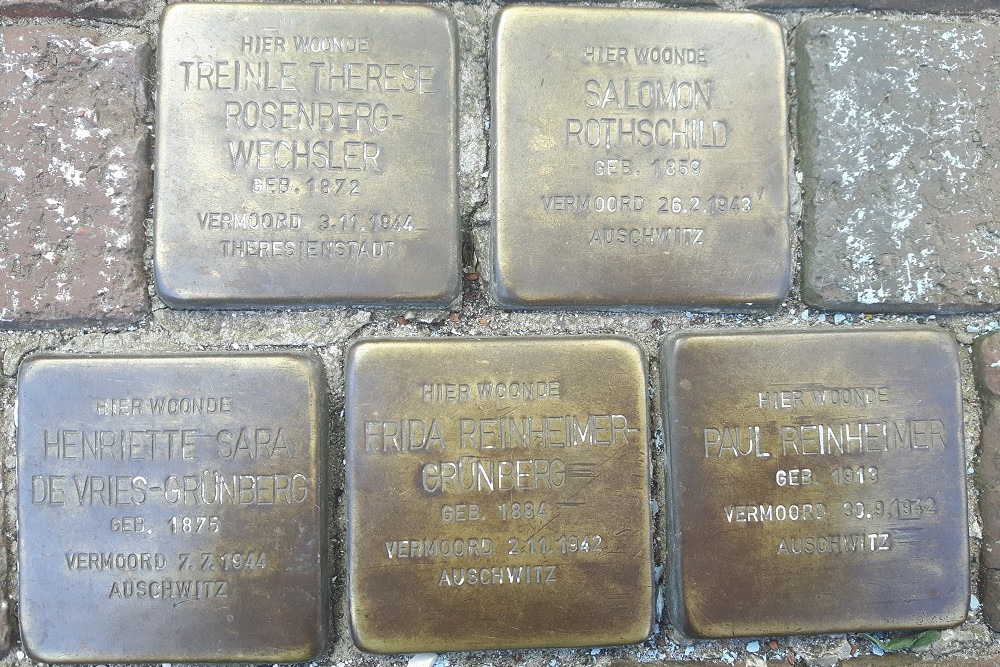 HIER WOONDE
TREINLE THERESE
ROSENBERG-
WECHSLER
GEB. 1872
VERMOORD 3.11.1944
THERESIENSTADT
HIER WOONDE
SALOMON
ROTHSCHILD
GEB. 1859
VERMOORD 26.2.1943
AUSCHWITZ
HIER WOONDE
HENRIETTE SARA
DE VRIES-GRÜNBERG
GEB. 1875
VERMOORD 7.7.1944
AUSCHWITZ
HIER WOONDE
FRIDA REINHEIMER-
GRÜNBERG
GEB. 1884
VERMOORD 2.11.1942
AUSCHWITZ
HIER WOONDE
PAUL REINHEIMER
GEB. 1913
VERMOORD 30.9.1942
AUSCHWITZ